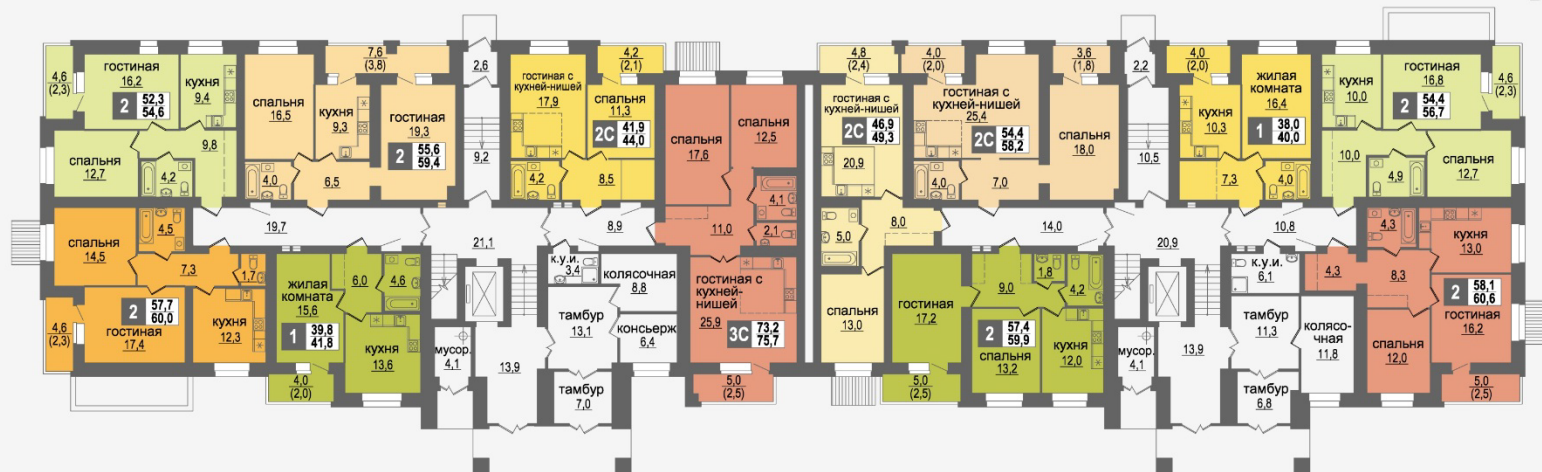 4,6
(2,3)
гостиная
16,2
2
52,3
54,6
кухня
9,4
спальня
12,7
4,2
9,8
спальня
16,5
кухня
9,3
7,6
(3,8)
гостиная
19,3
2
55,6
59,4
4,0
6,5
2,6
9,2
гостиная с
кухней-нишей
17,9
4,2
(2,1)
спальня
11,3
2С
41,9
44,0
4,2
8,5
спальня
17,6
спальня
12,5
4,1
2,1
11,0
гостиная с
кухней-
нишей
25,9
3С
73,2
75,7
5,0
(2,5)
19,7
21,1
8,9
спальня
14,5
4,5
7,3
1,7
4,6
(2,3)
2
57,7
60,0
гостиная
17,4
кухня
12,3
жилая
комната
15,6
6,0
4,6
1
39,8
41,8
кухня
13,6
4,0
(2,0)
мусор.
4,1
13,9
к.у.и.
3,4
колясочная
8,8
тамбур
13,1
консьерж
6,4
тамбур
7,0
4,8
(2,4)
гостиная с
кухней-нишей
2С
46,9
49,3
20,9
5,0
8,0
спальня
13,0
4,0
(2,0)
гостиная с
кухней-нишей
25,4
3,6
(1,8)
2С
54,4
58,2
спальня
18,0
4,0
7,0
2,2
10,5
4,0
(2,0)
кухня
10,3
жилая
комната
16,4
1
38,0
40,0
7,3
4,0
кухня
10,0
гостиная
16,8
2
54,4
56,7
4,6
(2,3)
10,0
4,9
спальня
12,7
14,0
20,9
10,8
гостиная
17,2
9,0
1,8
4,2
2
57,4
59,9
спальня
13,2
кухня
12,0
5,0
(2,5)
мусор.
4,1
13,9
к.у.и.
6,1
тамбур
11,3
колясо-
чная
11,8
тамбур
6,8
4,3
4,3
кухня
13,0
8,3
2
58,1
60,6
гостиная
16,2
спальня
12,0
5,0
(2,5)